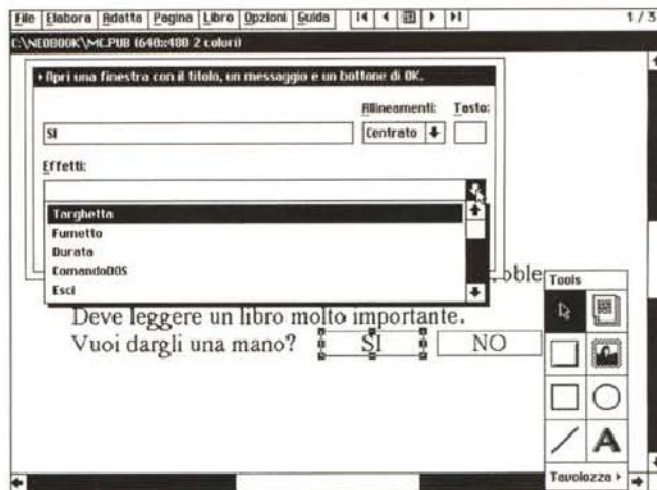 File Elabora Adatta Pagina Libro Opzioni Guida 1 / 3
C:\NEOBOOK\MC.PUB (640x480 2 colori)
Apri una finestra con il titolo, un messaggio e un bottone di OK.
Allineamenti: Tasto:
SI Centrato
Effetti:
Targhetta
Fumetto
Durata
ComandoDOS
Esci
Tools
Deve leggere un libro molto importante.
Vuoi dargli una mano? SI NO
A
Tavolozza